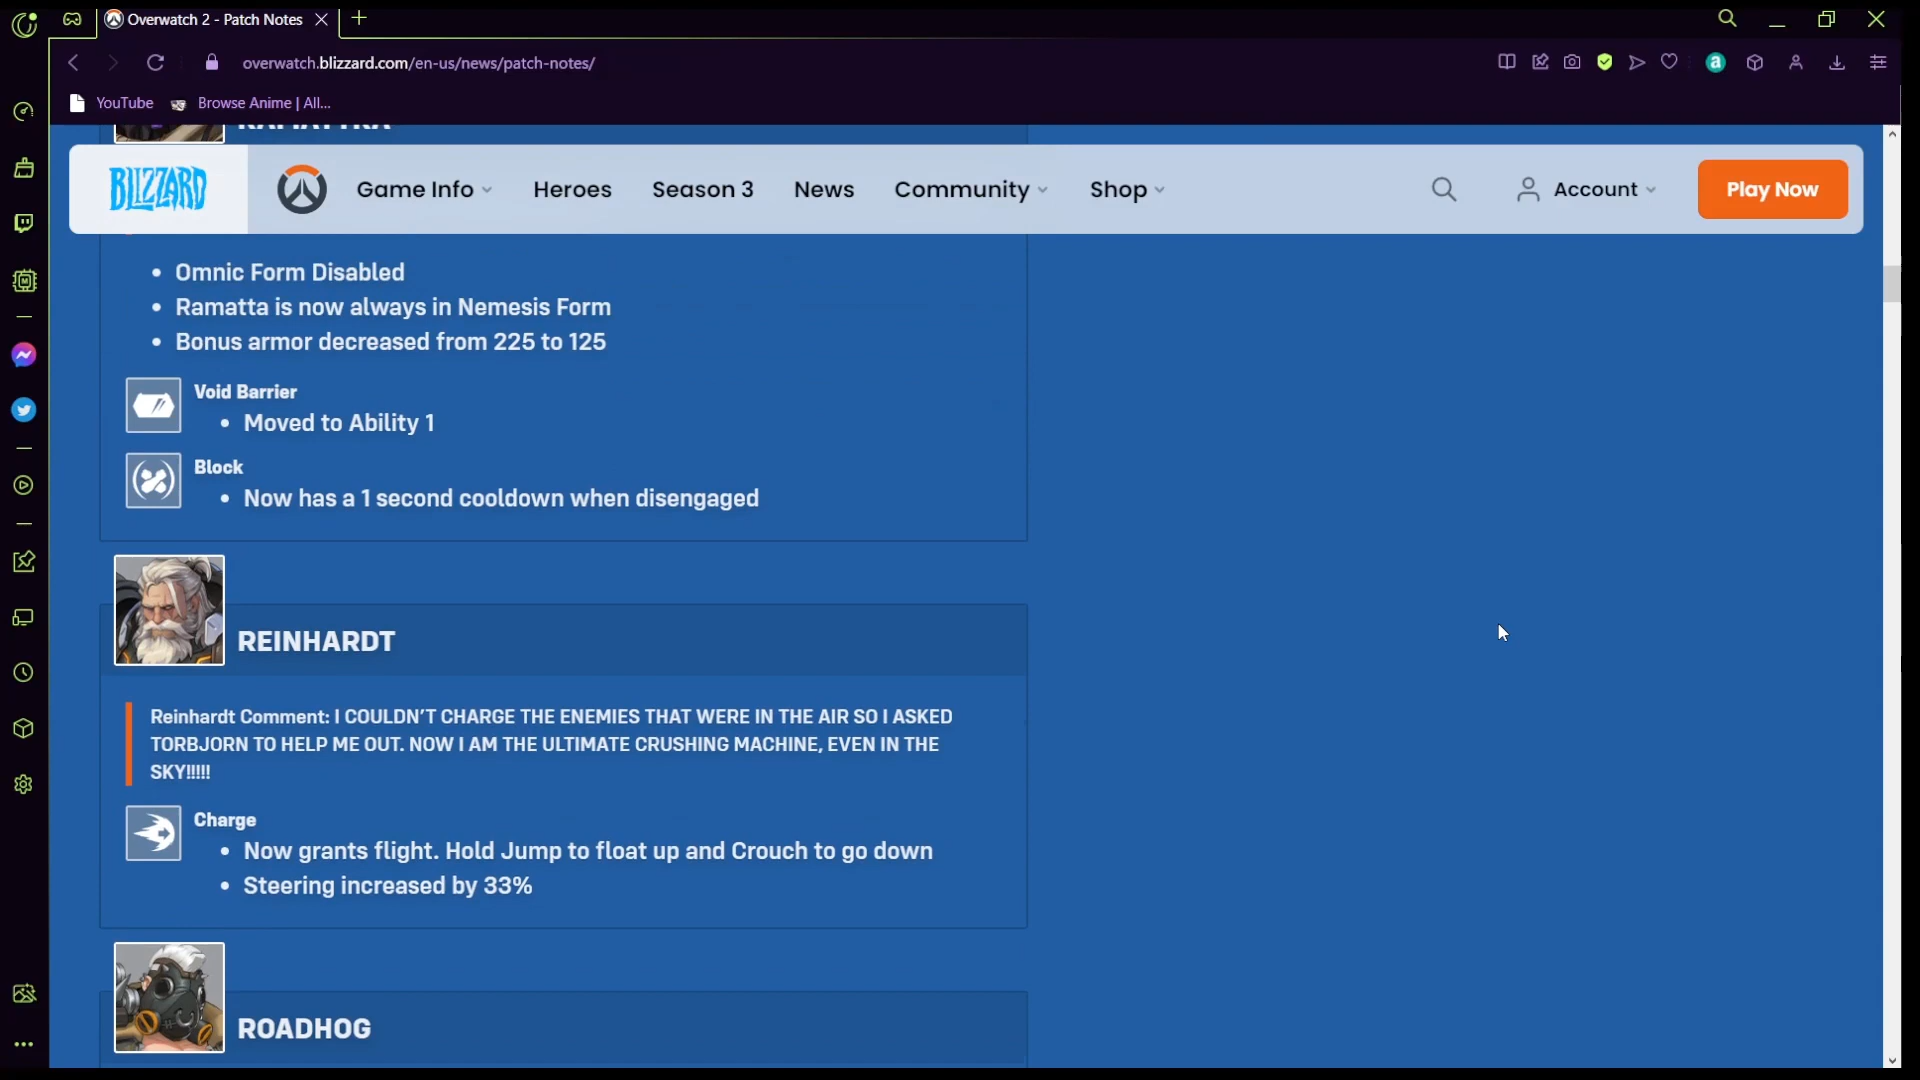 Overwatch 2 - Patch Notes
overwatch.blizzard.com/en-us/news/patch-notes/
YouTube
Browse Anime | All...
RAMATTRA
BLIZZARD
Game Info
Heroes
Season 3
News
Community
Shop
Account
Play Now
Omnic Form Disabled
Ramatta is now always in Nemesis Form
Bonus armor decreased from 225 to 125
Void Barrier
Moved to Ability 1
Block
Now has a 1 second cooldown when disengaged
REINHARDT
Reinhardt Comment: I COULDN'T CHARGE THE ENEMIES THAT WERE IN THE AIR SO I ASKED
TORBJORN TO HELP ME OUT. NOW I AM THE ULTIMATE CRUSHING MACHINE, EVEN IN THE
SKY!!!!!
Charge
Now grants flight. Hold Jump to float up and Crouch to go down
Steering increased by 33%
ROADHOG